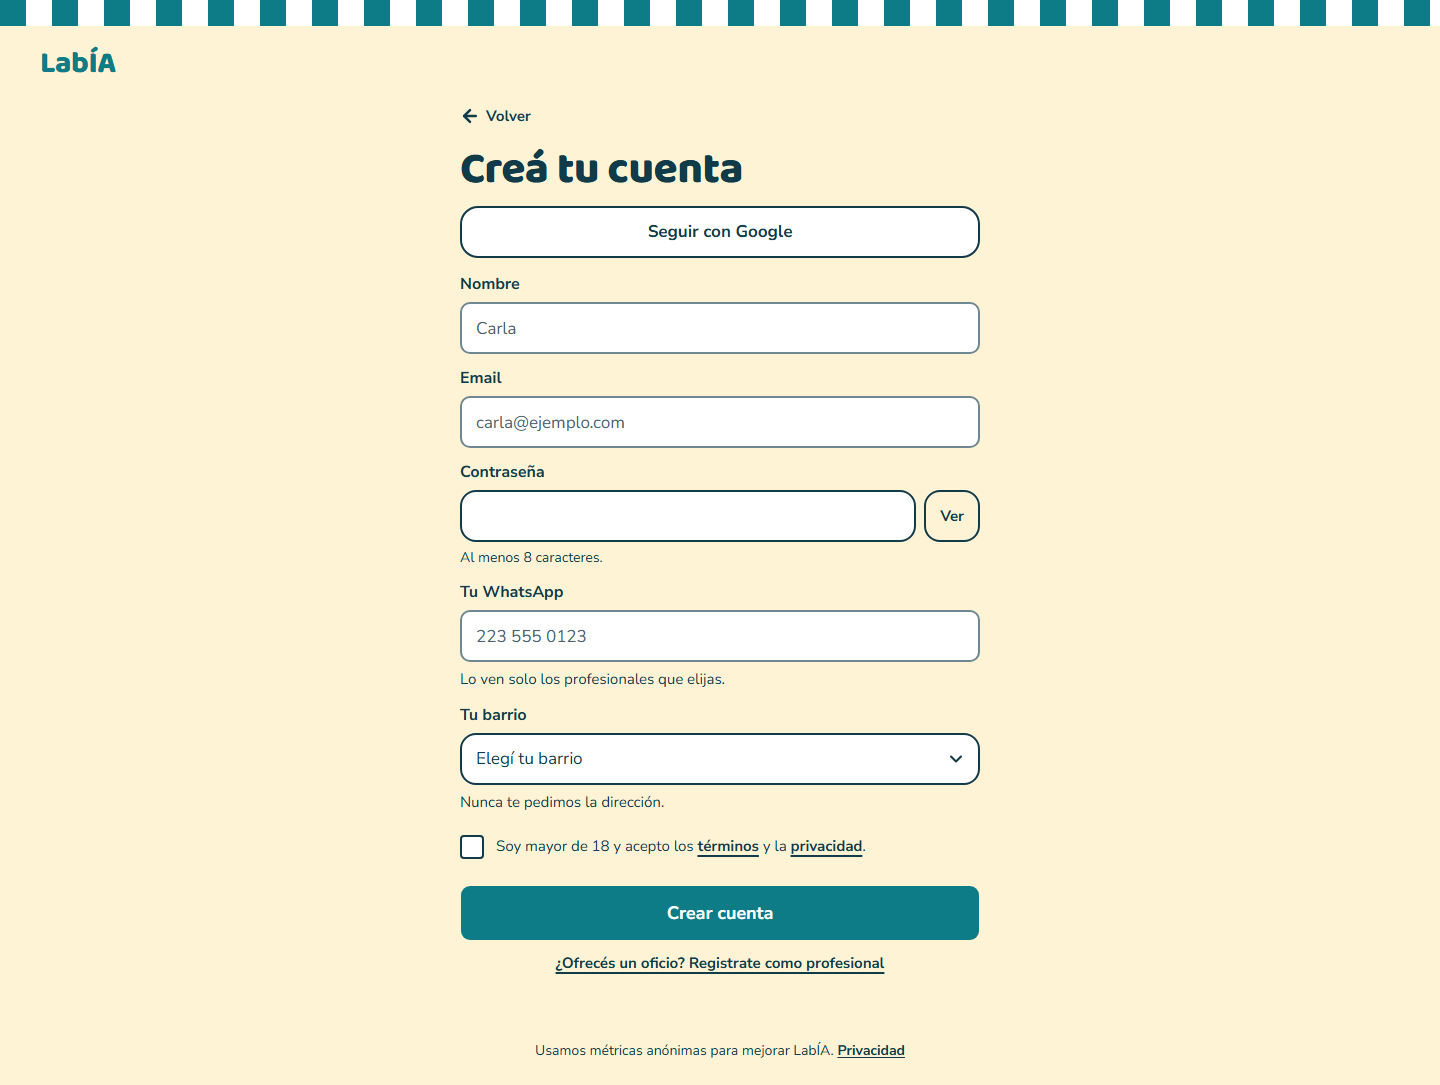 LabÍA
Volver
Creá tu cuenta
Seguir con Google
Nombre
Carla
Email
carla@ejemplo.com
Contraseña
Ver
Al menos 8 caracteres.
Tu WhatsApp
223 555 0123
Lo ven solo los profesionales que elijas.
Tu barrio
Elegí tu barrio
Nunca te pedimos la dirección.
Soy mayor de 18 y acepto los términos y la privacidad.
Crear cuenta
¿Ofrecés un oficio? Registrate como profesional
Usamos métricas anónimas para mejorar LabÍA. Privacidad